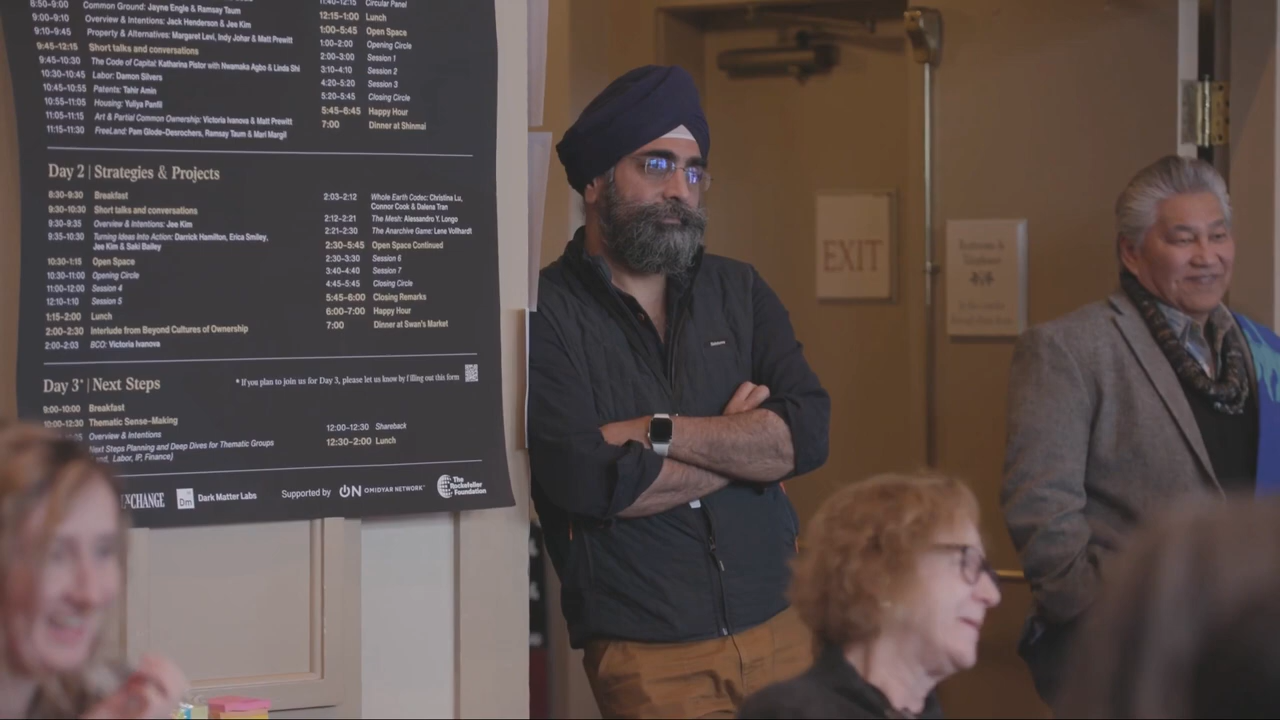 8:50–9:00 Common Ground: Jayne Engle & Ramsay Taum
9:00–9:10 Overview & Intentions: Jack Henderson & Jee Kim
9:10–9:45 Property & Alternatives: Margaret Levi, Indy Johar & Matt Prewitt
9:45–12:15 Short talks and conversations
9:45–10:30 The Code of Capital: Katharina Pistor with Nwamaka Agbo & Linda Shi
10:30–10:45 Labor: Damon Silvers
10:45–10:55 Patents: Tahir Amin
10:55–11:05 Housing: Yuliya Panfil
11:05–11:15 Art & Partial Common Ownership: Victoria Ivanova & Matt Prewitt
11:15–11:30 FreeLand: Pam Glode-Desrochers, Ramsay Taum & Mari Margil
11:40–12:15 Circular Panel
12:15–1:00 Lunch
1:00–5:45 Open Space
1:00–2:00 Opening Circle
2:00–3:00 Session 1
3:10–4:10 Session 2
4:20–5:20 Session 3
5:20–5:45 Closing Circle
5:45–6:45 Happy Hour
7:00 Dinner at Shinmai
Day 2 | Strategies & Projects
8:30–9:30 Breakfast
9:30–10:30 Short talks and conversations
9:30–9:35 Overview & Intentions: Jee Kim
9:35–10:30 Turning Ideas Into Action: Darrick Hamilton, Erica Smiley,
Jee Kim & Saki Bailey
10:30–1:15 Open Space
10:30–11:00 Opening Circle
11:00–12:00 Session 4
12:10–1:10 Session 5
1:15–2:00 Lunch
2:00–2:30 Interlude from Beyond Cultures of Ownership
2:00–2:03 BCO: Victoria Ivanova
2:03–2:12 Whole Earth Codec: Christina Lu,
Connor Cook & Dalena Tran
2:12–2:21 The Mesh: Alessandro Y. Longo
2:21–2:30 The Anarchive Game: Lene Vollhardt
2:30–5:45 Open Space Continued
2:30–3:30 Session 6
3:40–4:40 Session 7
4:45–5:45 Closing Circle
5:45–6:00 Closing Remarks
6:00–7:00 Happy Hour
7:00 Dinner at Swan's Market
Day 3* | Next Steps
* If you plan to join us for Day 3, please let us know by filling out this form
9:00–10:00 Breakfast
10:00–12:30 Thematic Sense–Making
Overview & Intentions
Next Steps Planning and Deep Dives for Thematic Groups
Labor, IP, Finance)
12:00–12:30 Shareback
12:30–2:00 Lunch
XCHANGE
Dm Dark Matter Labs
Supported by
ON OMIDYAR NETWORK™
The Rockefeller Foundation
EXIT